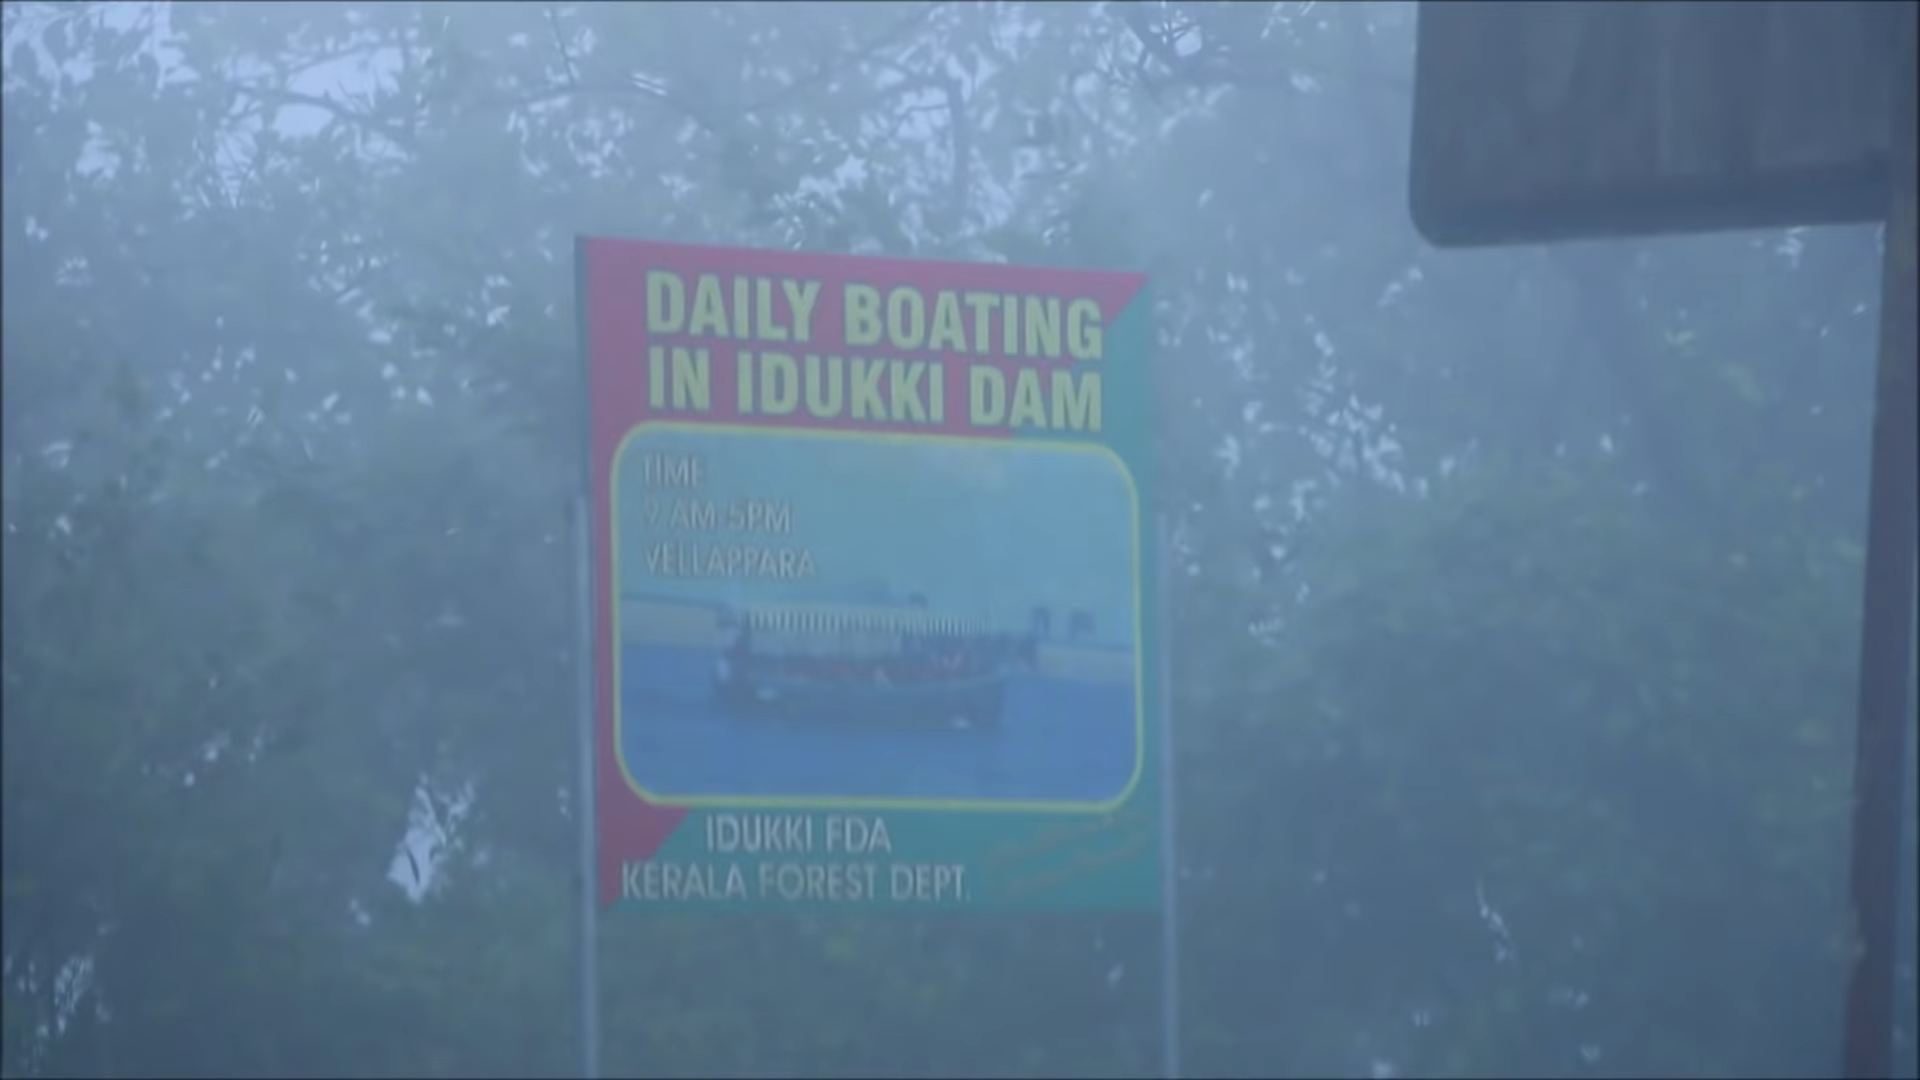 DAILY BOATING
IN IDUKKI DAM
TIME
9 AM-5PM
VELLAPPARA
IDUKKI FDA
KERALA FOREST DEPT.